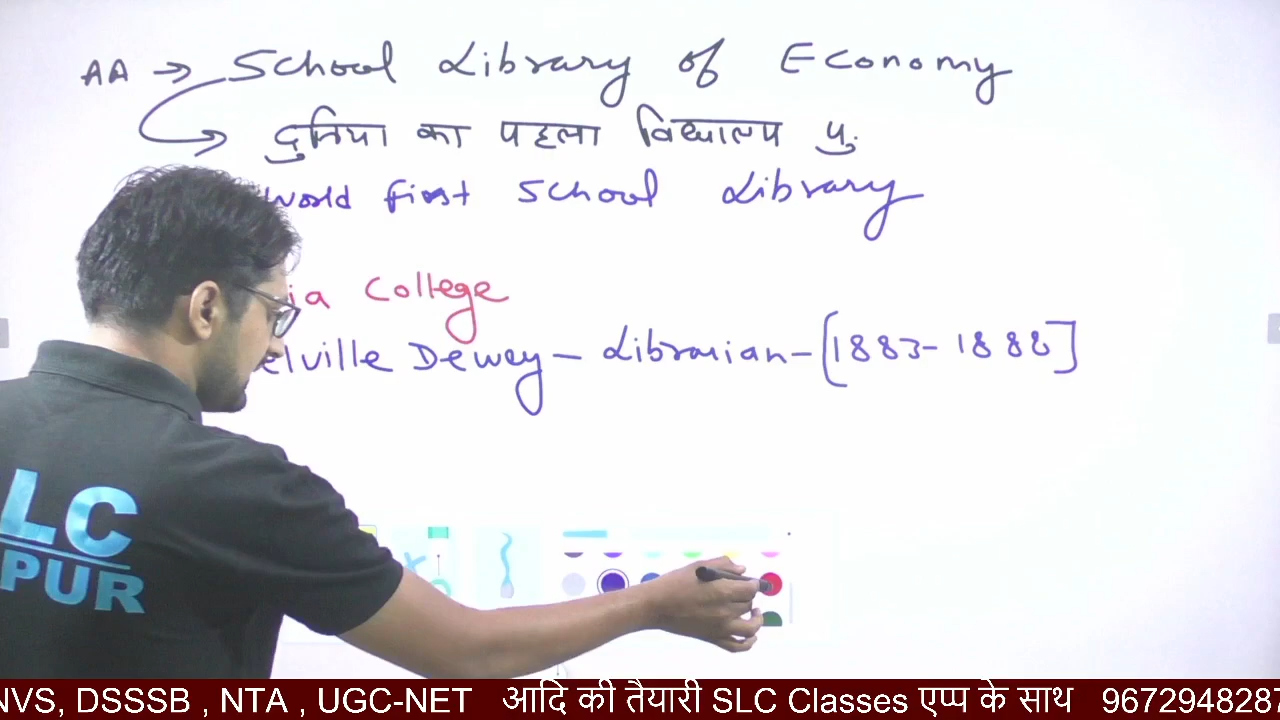 AA → School Library of Economy
दुनिया का पहला विद्यालय पु.
World first School Library
ia College
elville Dewey - Librarian - [1883-1888]
LC
PUR
NVS, DSSSB , NTA , UGC-NET आदि की तैयारी SLC Classes एप्प के साथ 9672948287